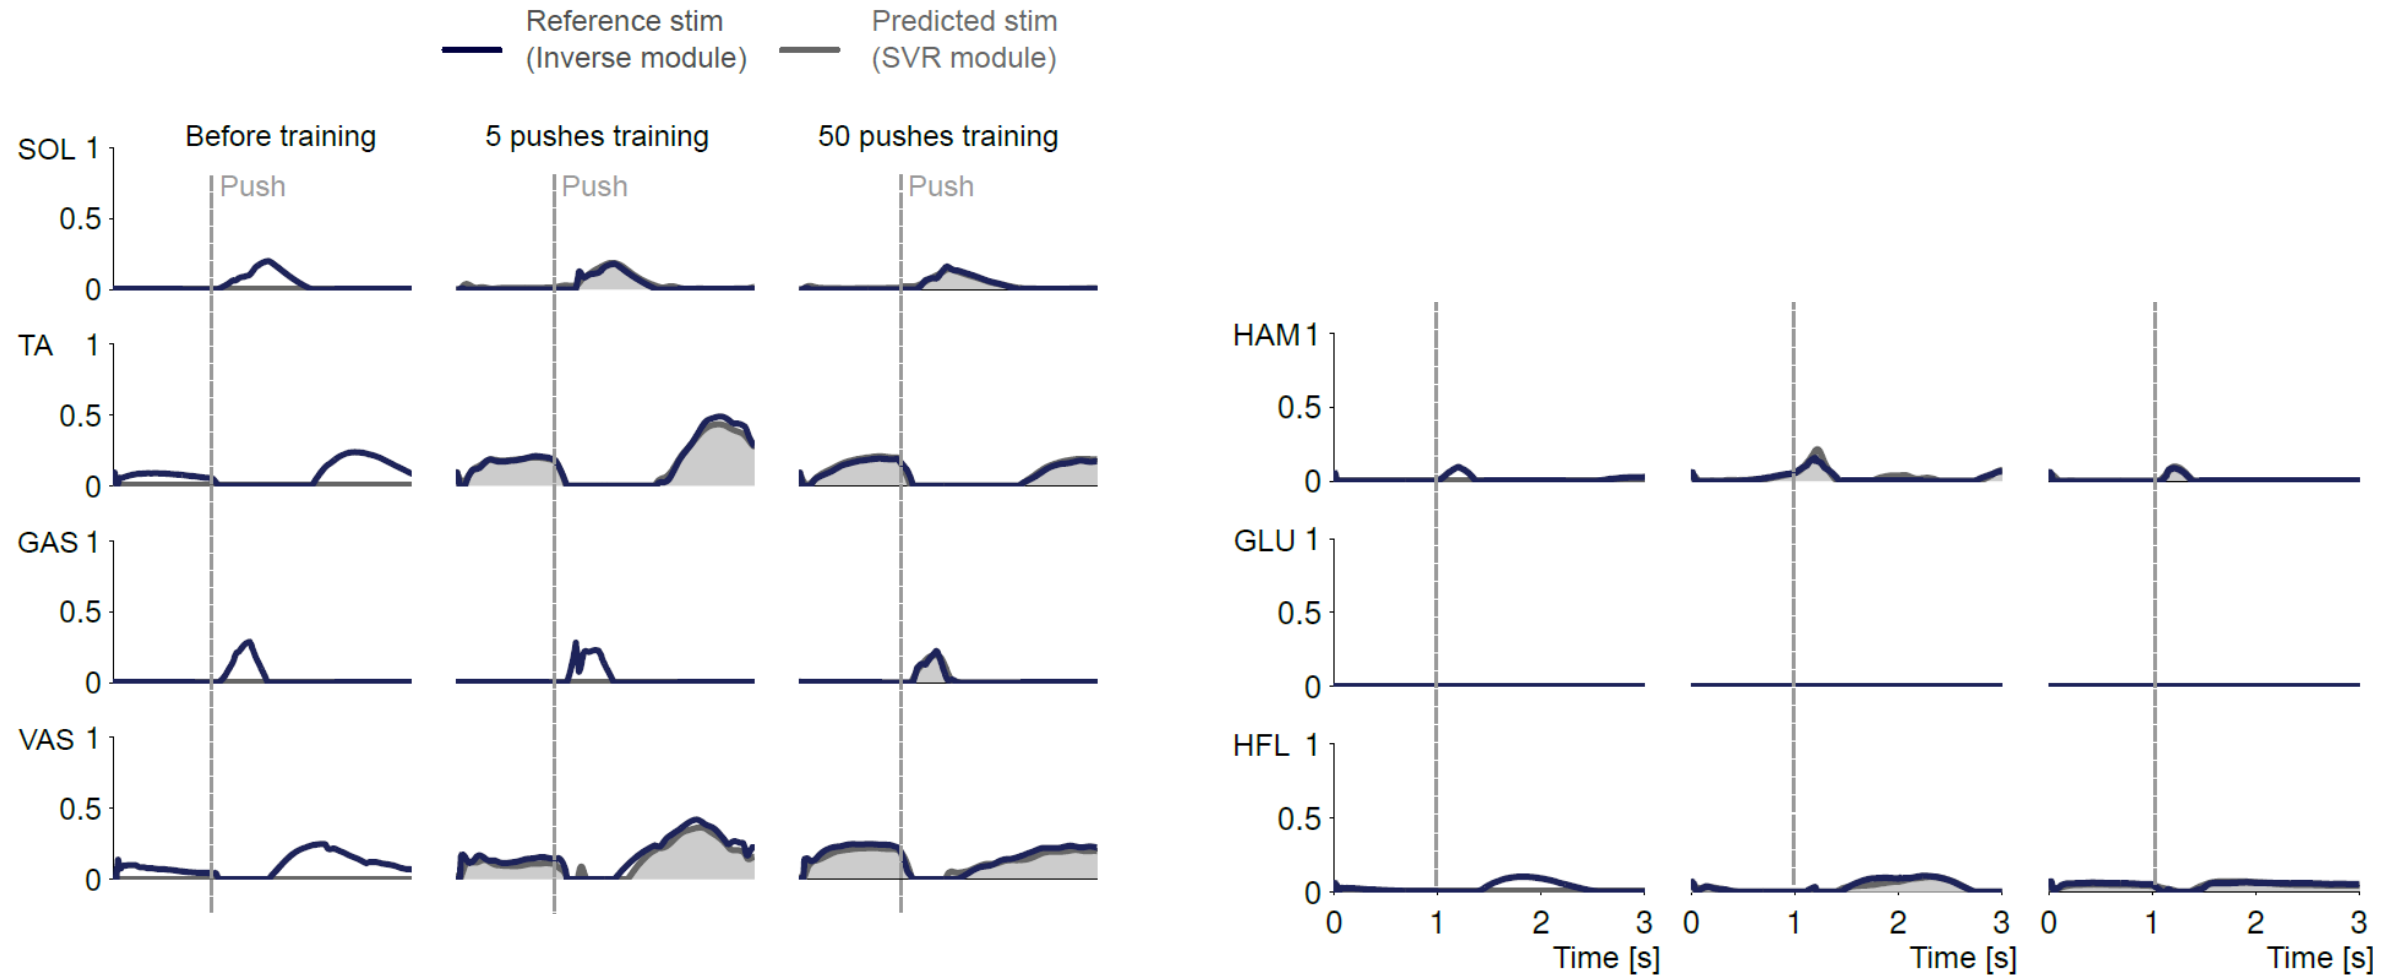 Reference stim
(Inverse module)
Predicted stim
(SVR module)
Before training
5 pushes training
50 pushes training
SOL 1
0.5
0
Push
Push
Push
TA 1
0.5
0
GAS 1
0.5
0
VAS 1
0.5
0
HAM 1
0.5
0
GLU 1
0.5
0
HFL 1
0.5
0
0 1 2 3
0 1 2 3
0 1 2 3
Time [s]
Time [s]
Time [s]